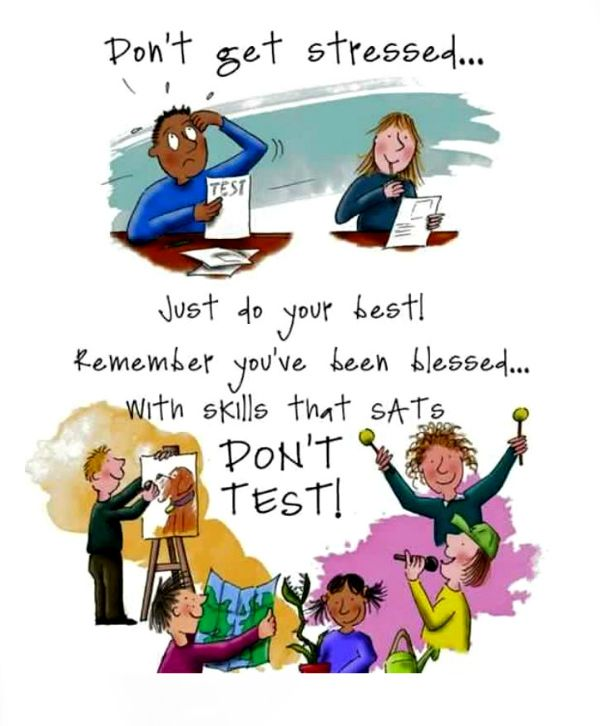 Don't get stressed...
TEST
Just do your best!
Remember you've been blessed...
With skills that SATs
DON'T
TEST!